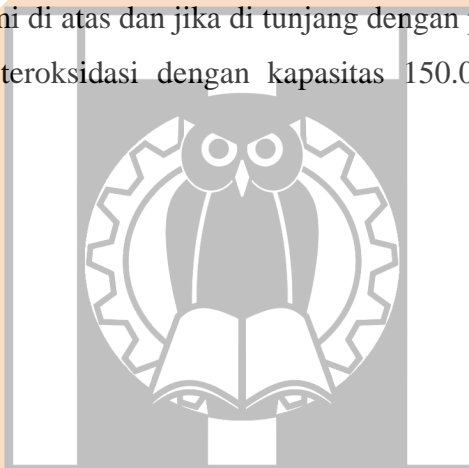 ni di atas dan jika di tunjang dengan
teroksidasi dengan kapasitas 150.0